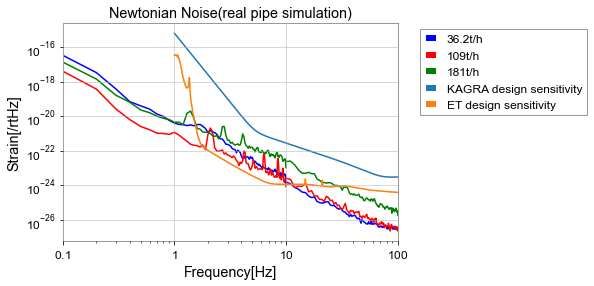 Newtonian Noise(real pipe simulation)
Strain[/rtHz]
10⁻¹⁶
10⁻¹⁸
10⁻²⁰
10⁻²²
10⁻²⁴
10⁻²⁶
0.1 1 10 100
Frequency[Hz]
36.2t/h
109t/h
181t/h
KAGRA design sensitivity
ET design sensitivity